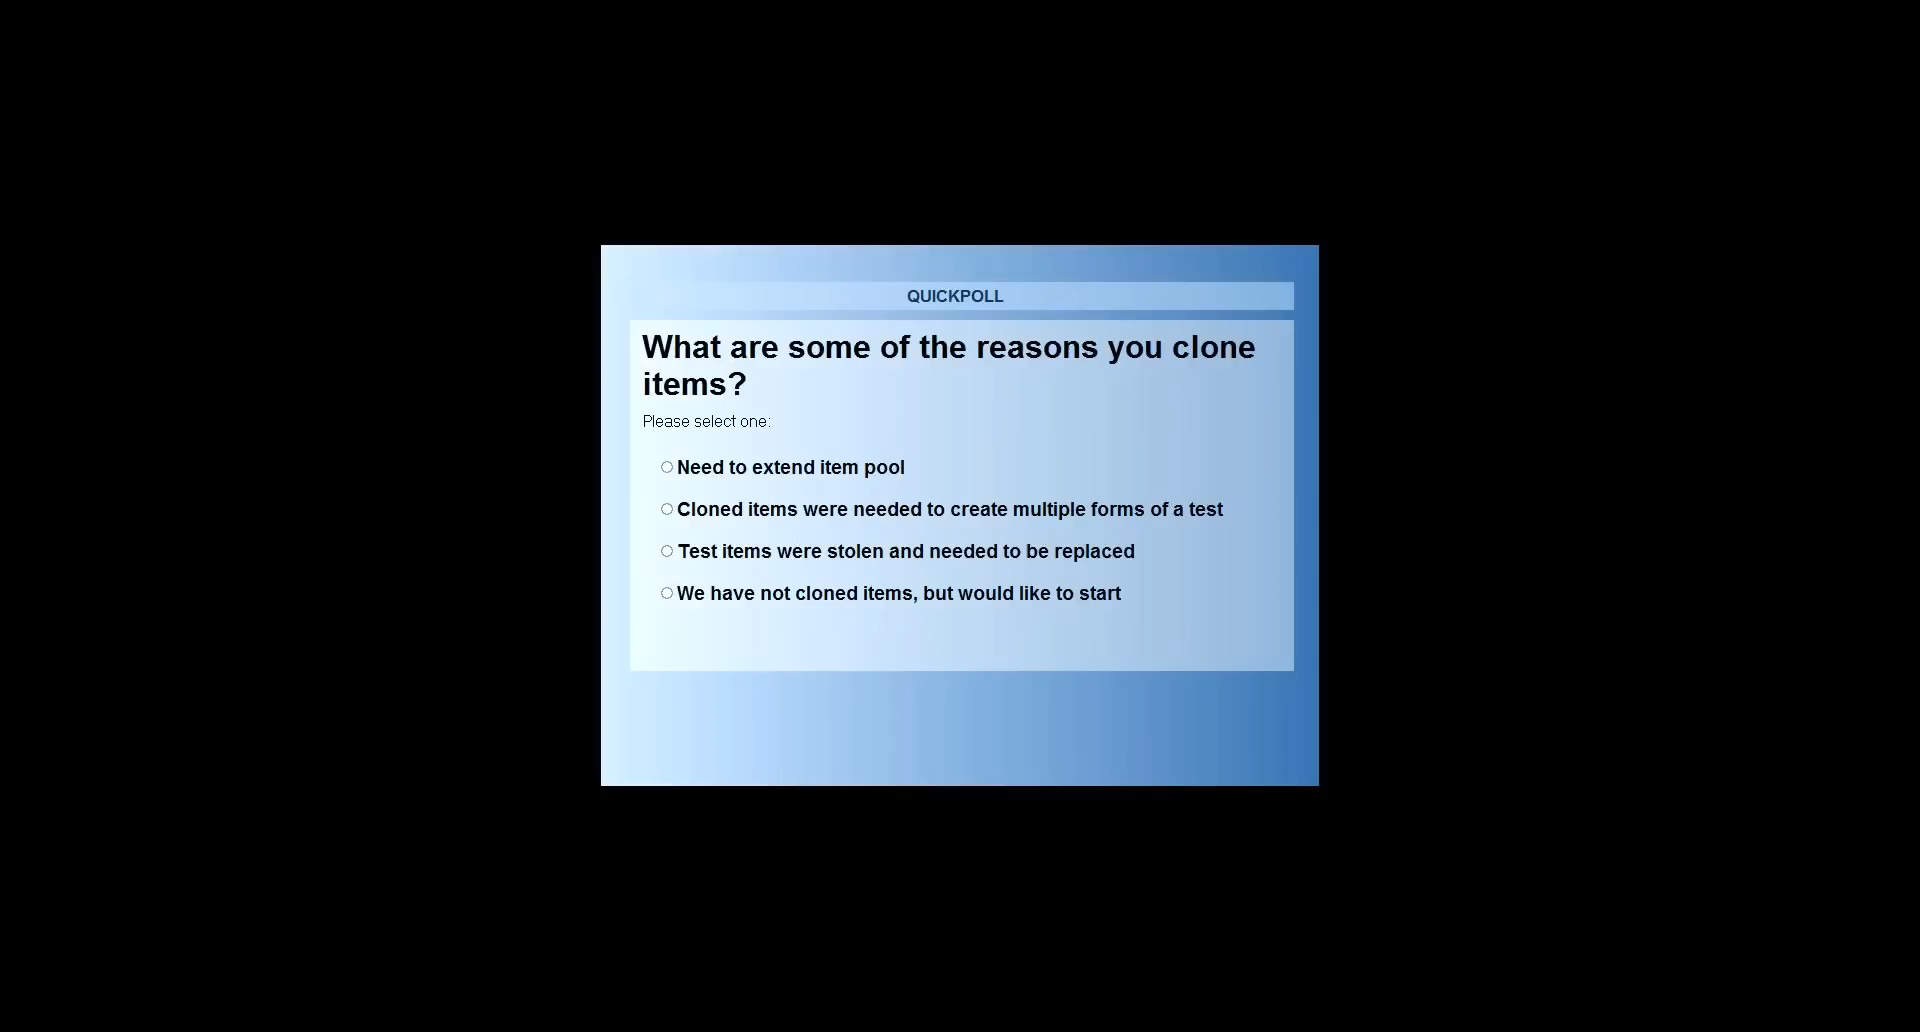 QUICKPOLL
What are some of the reasons you clone
items?
Please select one:
Need to extend item pool
Cloned items were needed to create multiple forms of a test
Test items were stolen and needed to be replaced
We have not cloned items, but would like to start